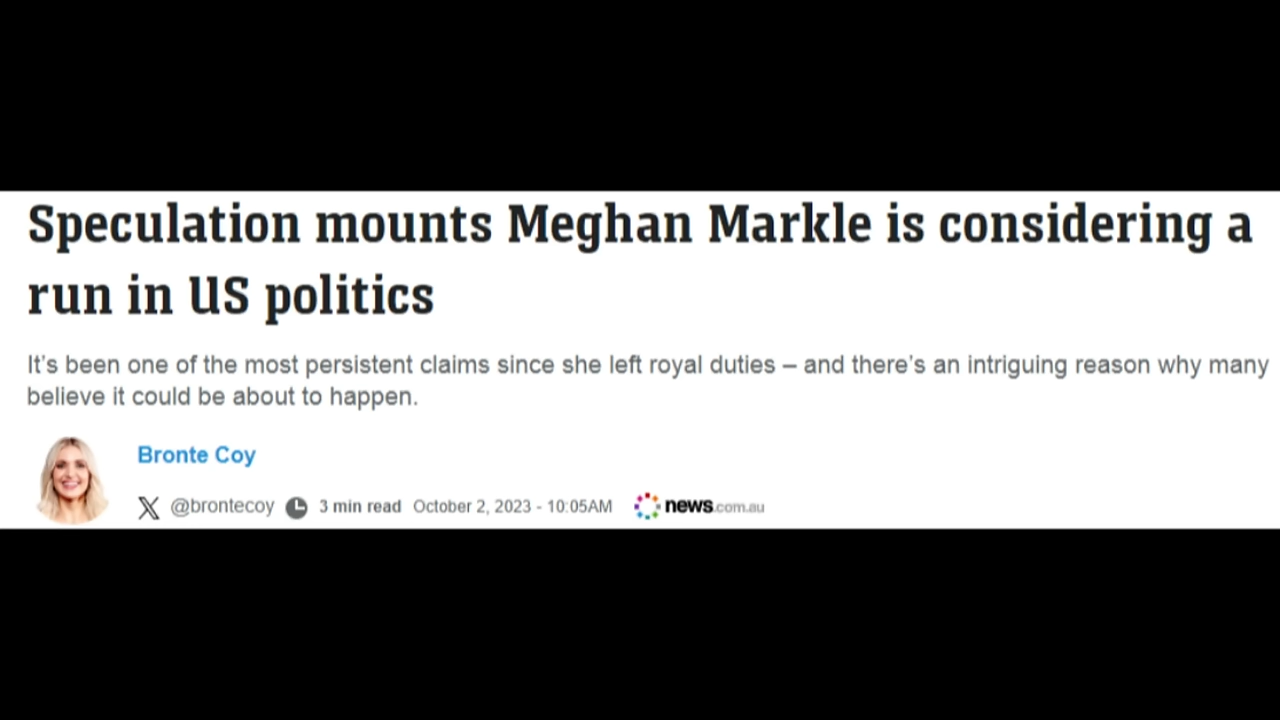 Speculation mounts Meghan Markle is considering a
run in US politics
It's been one of the most persistent claims since she left royal duties – and there's an intriguing reason why many
believe it could be about to happen.
Bronte Coy
@brontecoy 3 min read October 2, 2023 - 10:05AM news.com.au